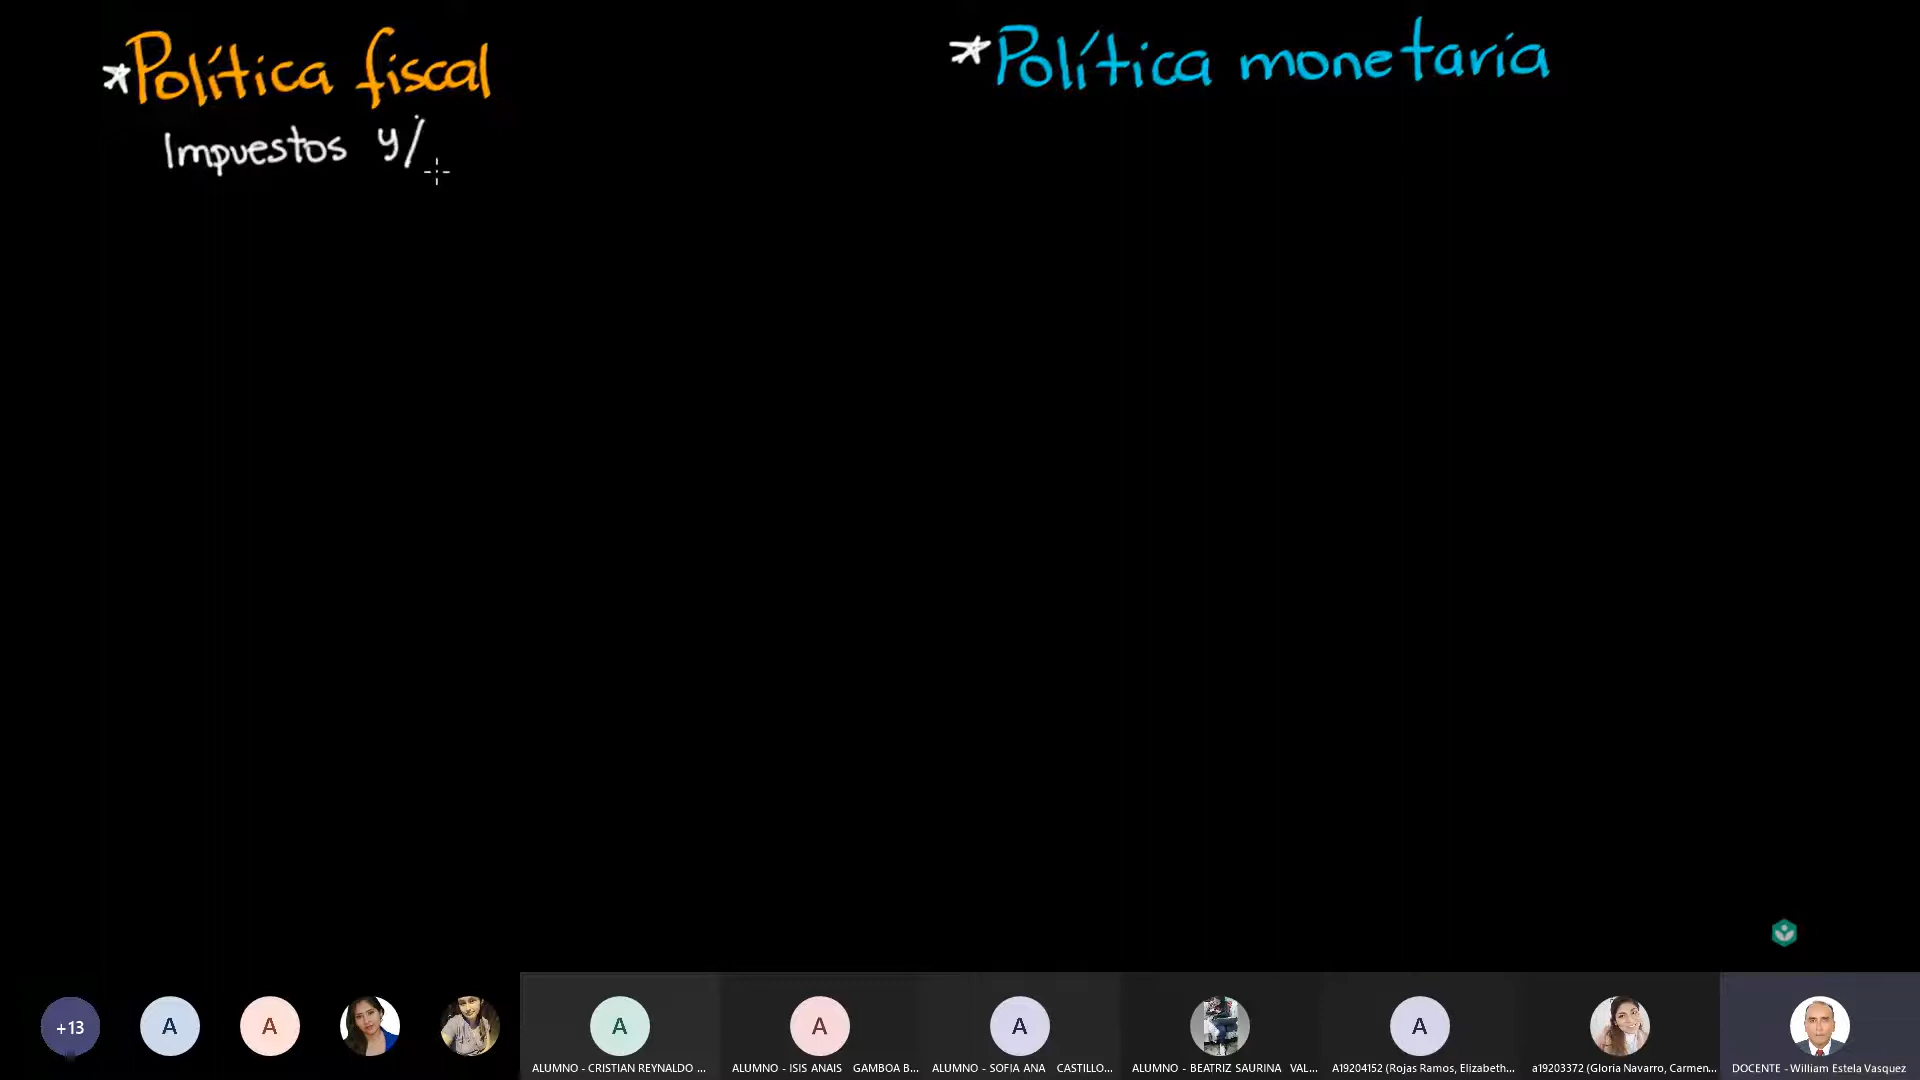 *Política fiscal
*Política monetaria
Impuestos y/
+13
A
A
A
A
A
A
ALUMNO - CRISTIAN REYNALDO ...
ALUMNO - ISIS ANAIS GAMBOA B...
ALUMNO - SOFIA ANA CASTILLO...
ALUMNO - BEATRIZ SAURINA VAL...
A19204152 (Rojas Ramos, Elizabeth...
a19203372 (Gloria Navarro, Carmen...
DOCENTE - William Estela Vasquez